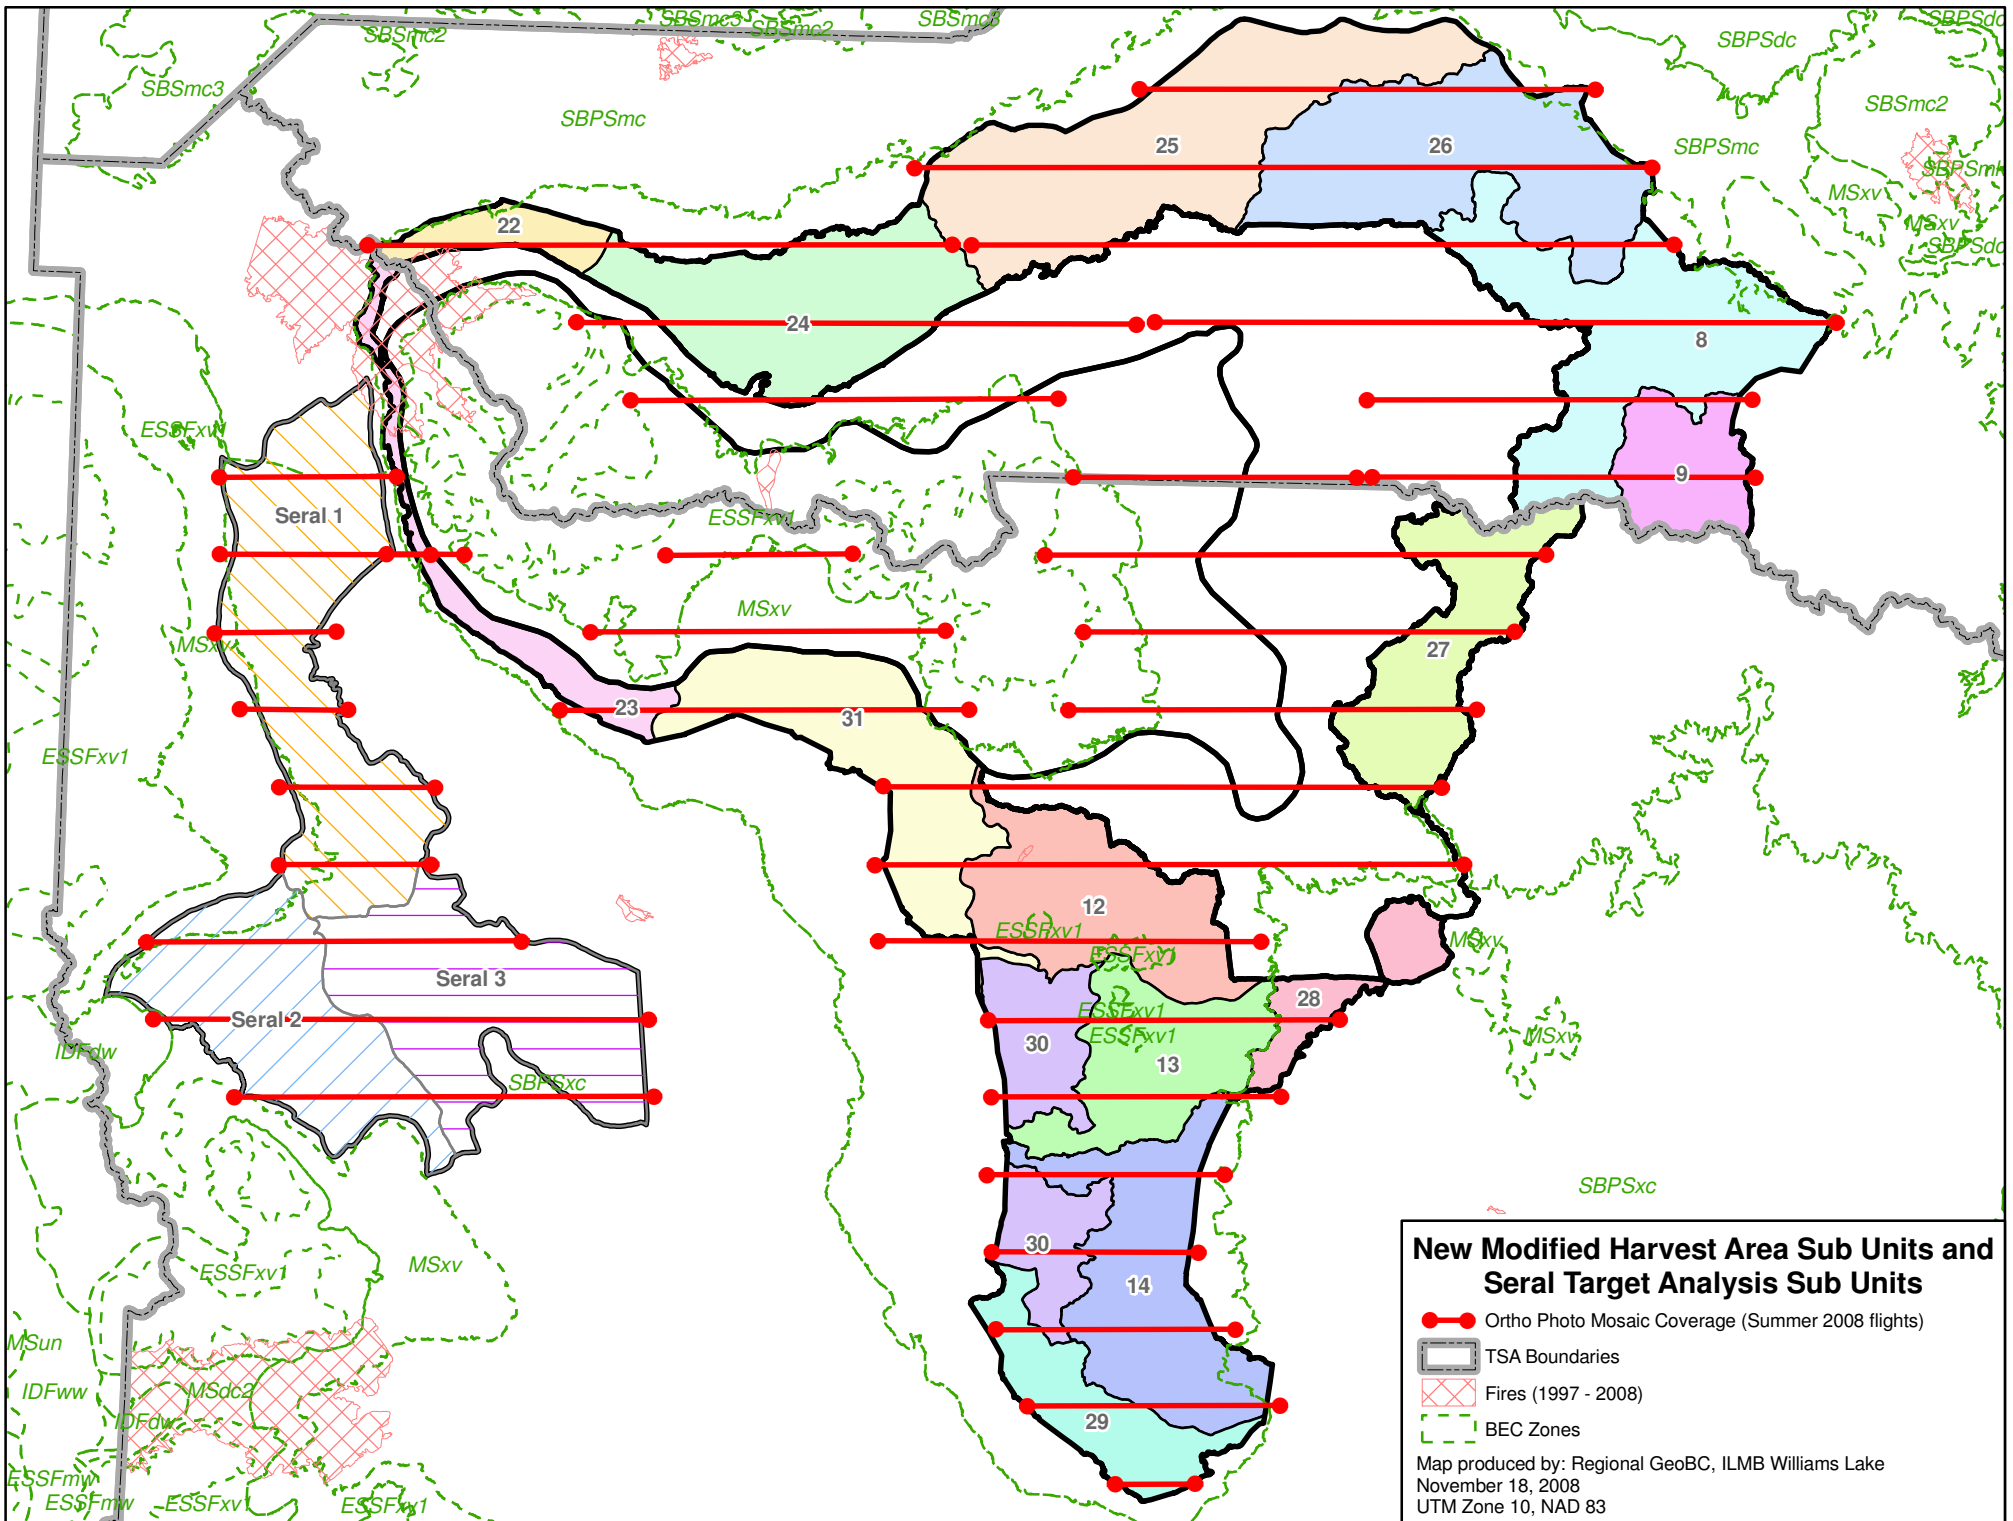 SBSmc3
SBSmc3
SBPSdc
SBSmc2
SBSmc2
SBPSdc
SBSmc3
SBSmc2
SBPSmc
25
26
SBPSmc
MSxv
22
MSxv
SBPSdc
24
8
ESSFxv1
9
Seral 1
ESSFxv1
MSxv
MSxv
27
23
31
ESSFxv1
12
ESSFxv1
MSxv
ESSFxv1
Seral 3
28
ESSFxv1
Seral 2
ESSFxv1
MSxv
IDFdw
30
13
SBPSxc
SBPSxc
30
MSxv
ESSFxv1
14
MSun
IDFww
MSdc2
IDFdw
29
ESSFmw
ESSFmw
ESSFxv1
ESSFxv1
New Modified Harvest Area Sub Units and
Seral Target Analysis Sub Units
Ortho Photo Mosaic Coverage (Summer 2008 flights)
TSA Boundaries
Fires (1997 - 2008)
BEC Zones
Map produced by: Regional GeoBC, ILMB Williams Lake
November 18, 2008
UTM Zone 10, NAD 83